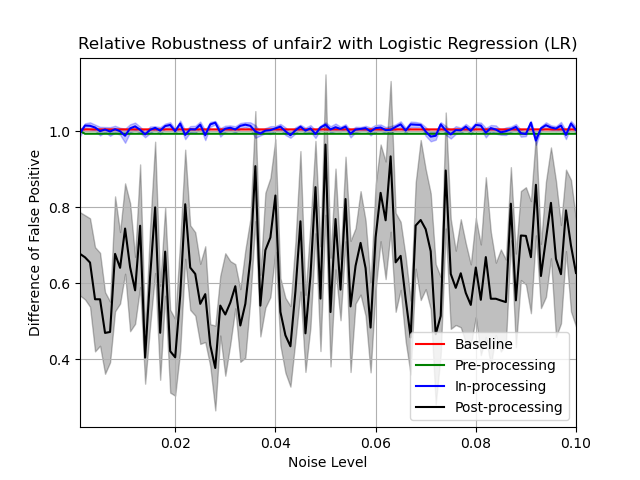 Relative Robustness of unfair2 with Logistic Regression (LR)
Difference of False Positive
1.0
0.8
0.6
0.4
Baseline
Pre-processing
In-processing
Post-processing
0.02 0.04 0.06 0.08 0.10
Noise Level